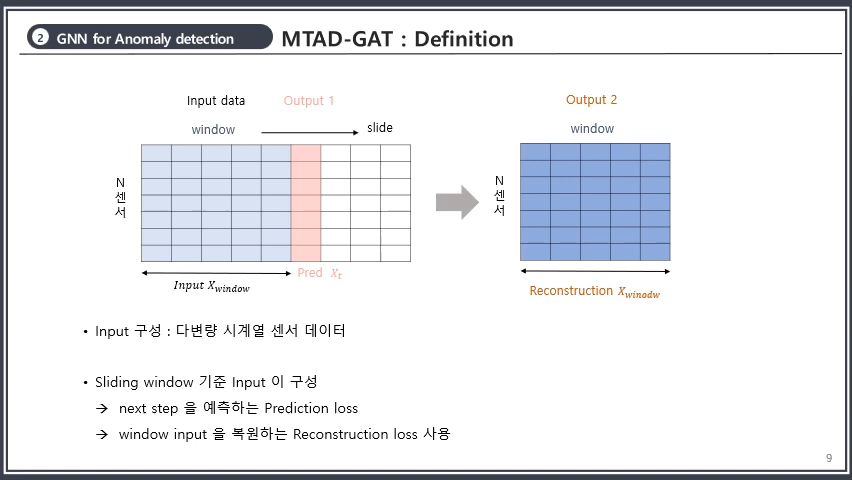 2 GNN for Anomaly detection
MTAD-GAT : Definition
Input data
Output 1
window
slide
N
센
서
Input X_window
Pred X_t
Output 2
window
N
센
서
Reconstruction X_winodw
• Input 구성 : 다변량 시계열 센서 데이터
• Sliding window 기준 Input 이 구성
→ next step 을 예측하는 Prediction loss
→ window input 을 복원하는 Reconstruction loss 사용
9